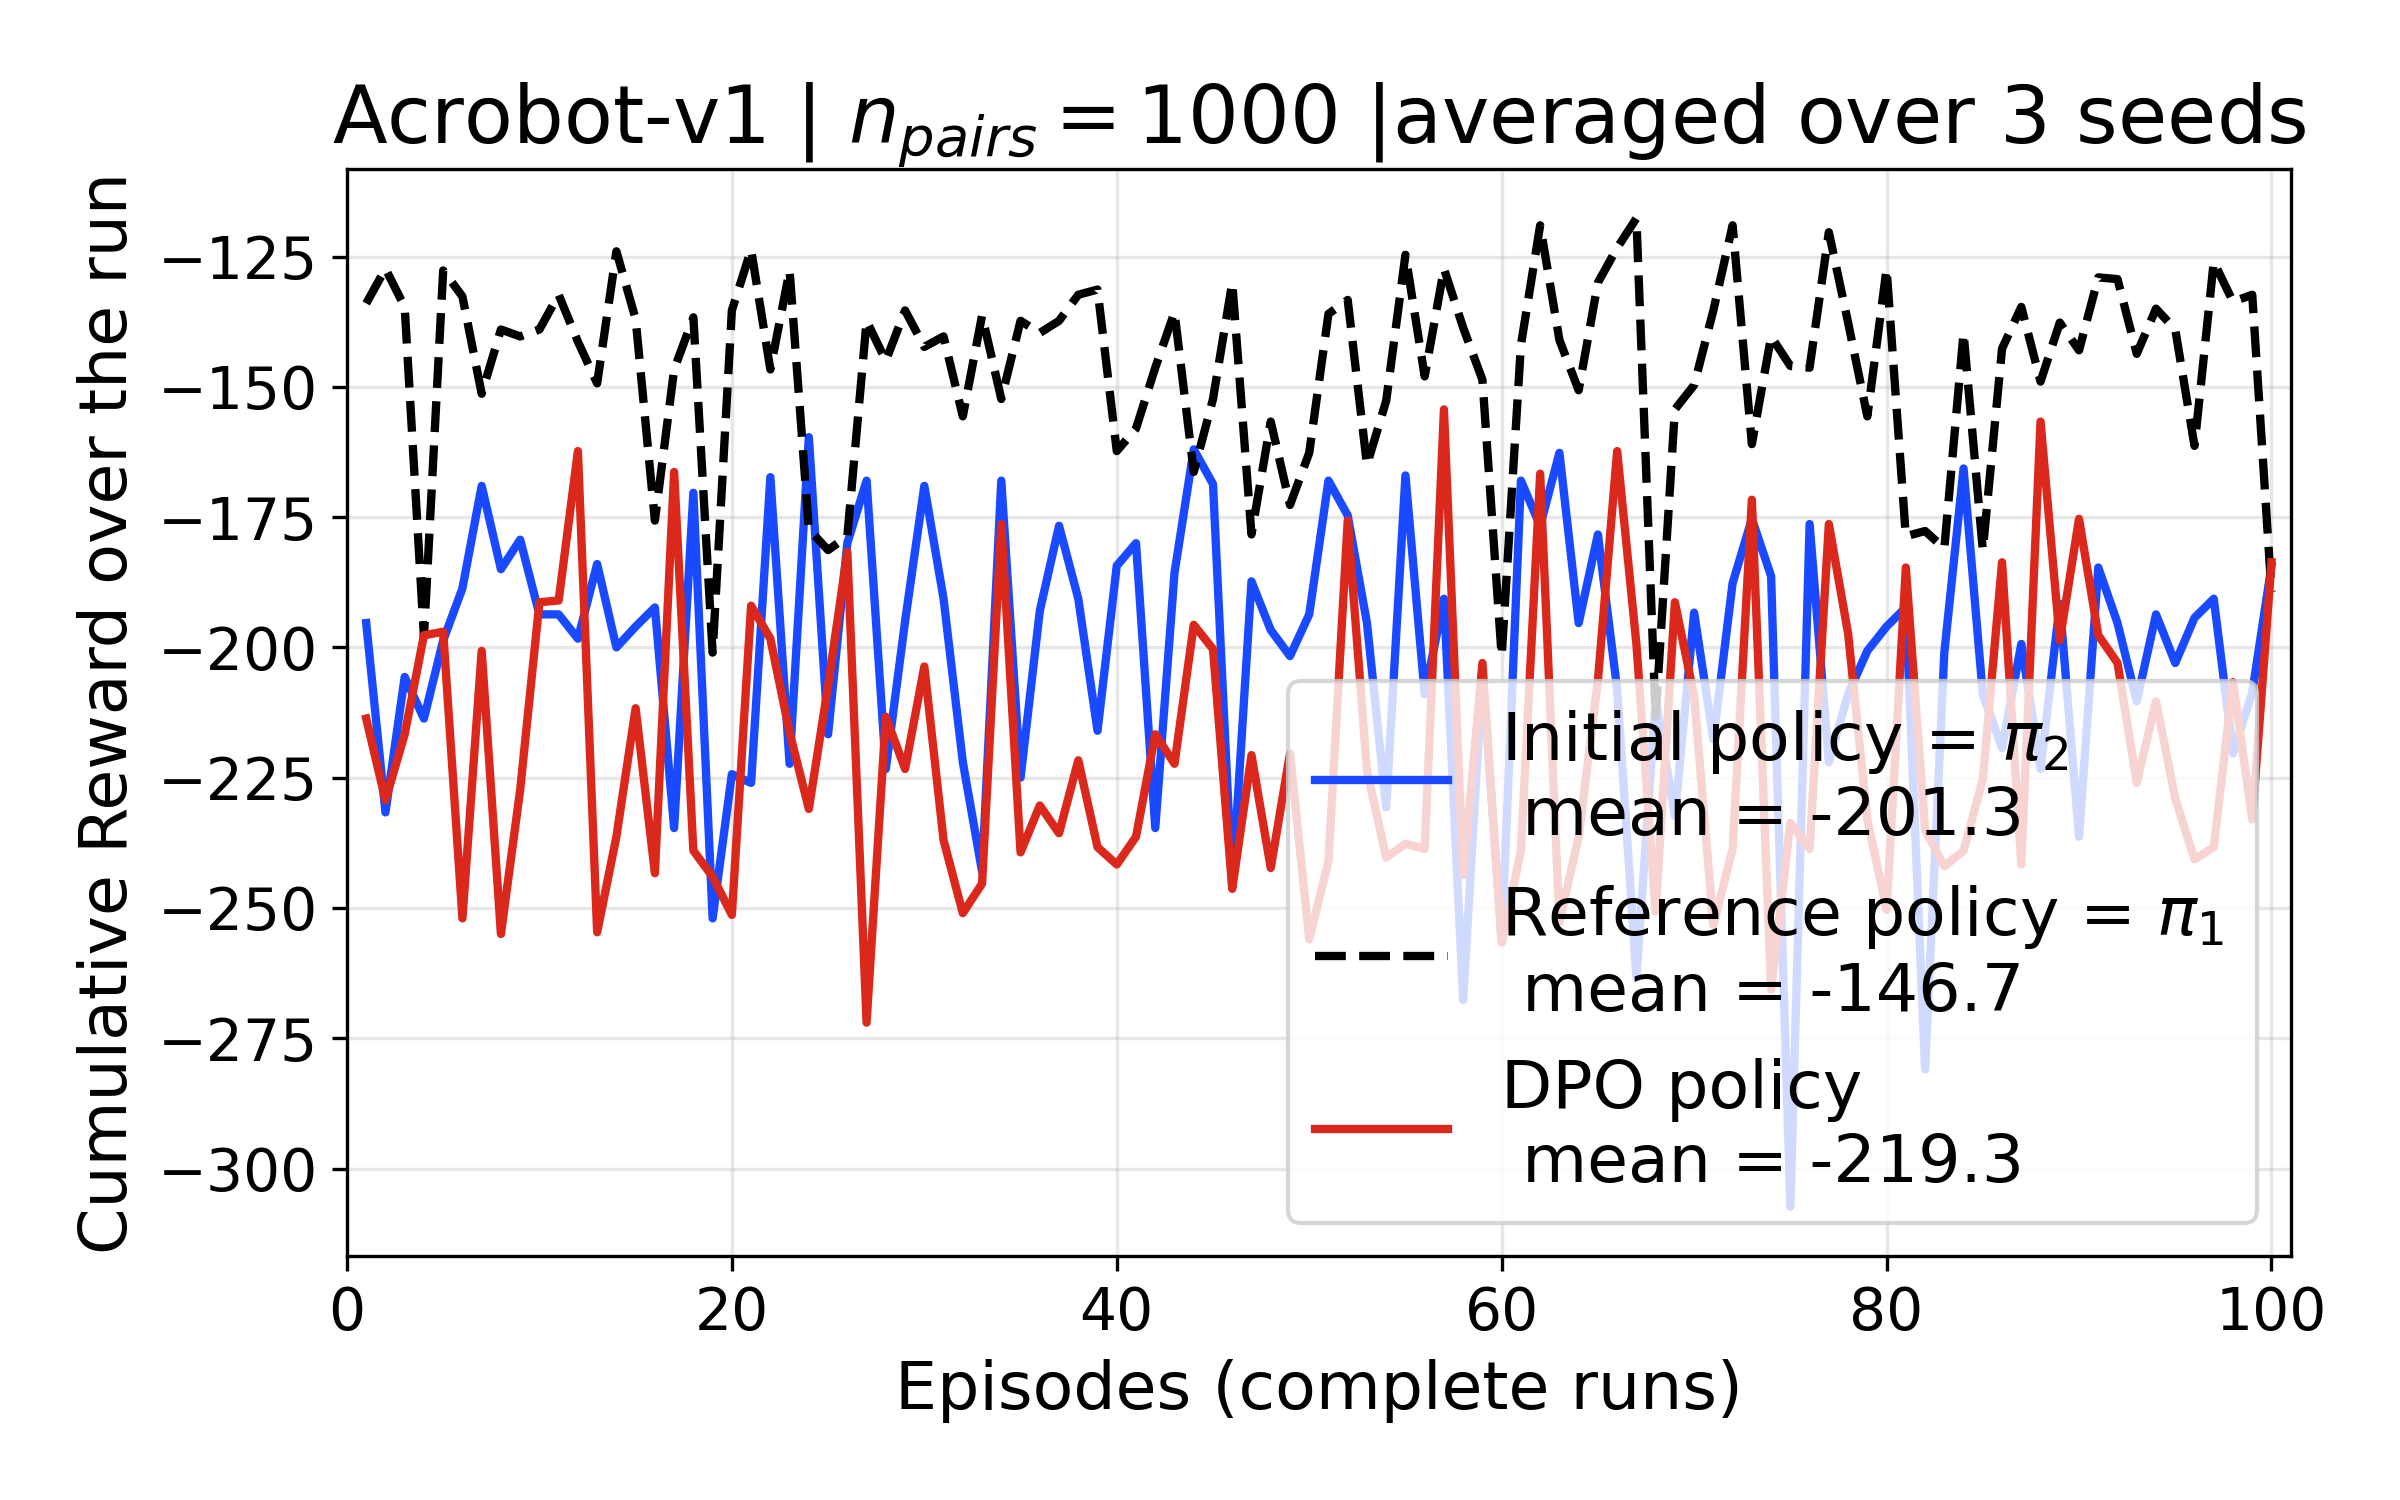 Acrobot-v1 | n_pairs = 1000 |averaged over 3 seeds
Cumulative Reward over the run
−125
−150
−175
−200
−225
−250
−275
−300
Initial policy = π₂
mean = -201.3
Reference policy = π₁
mean = -146.7
DPO policy
mean = -219.3
0 20 40 60 80 100
Episodes (complete runs)